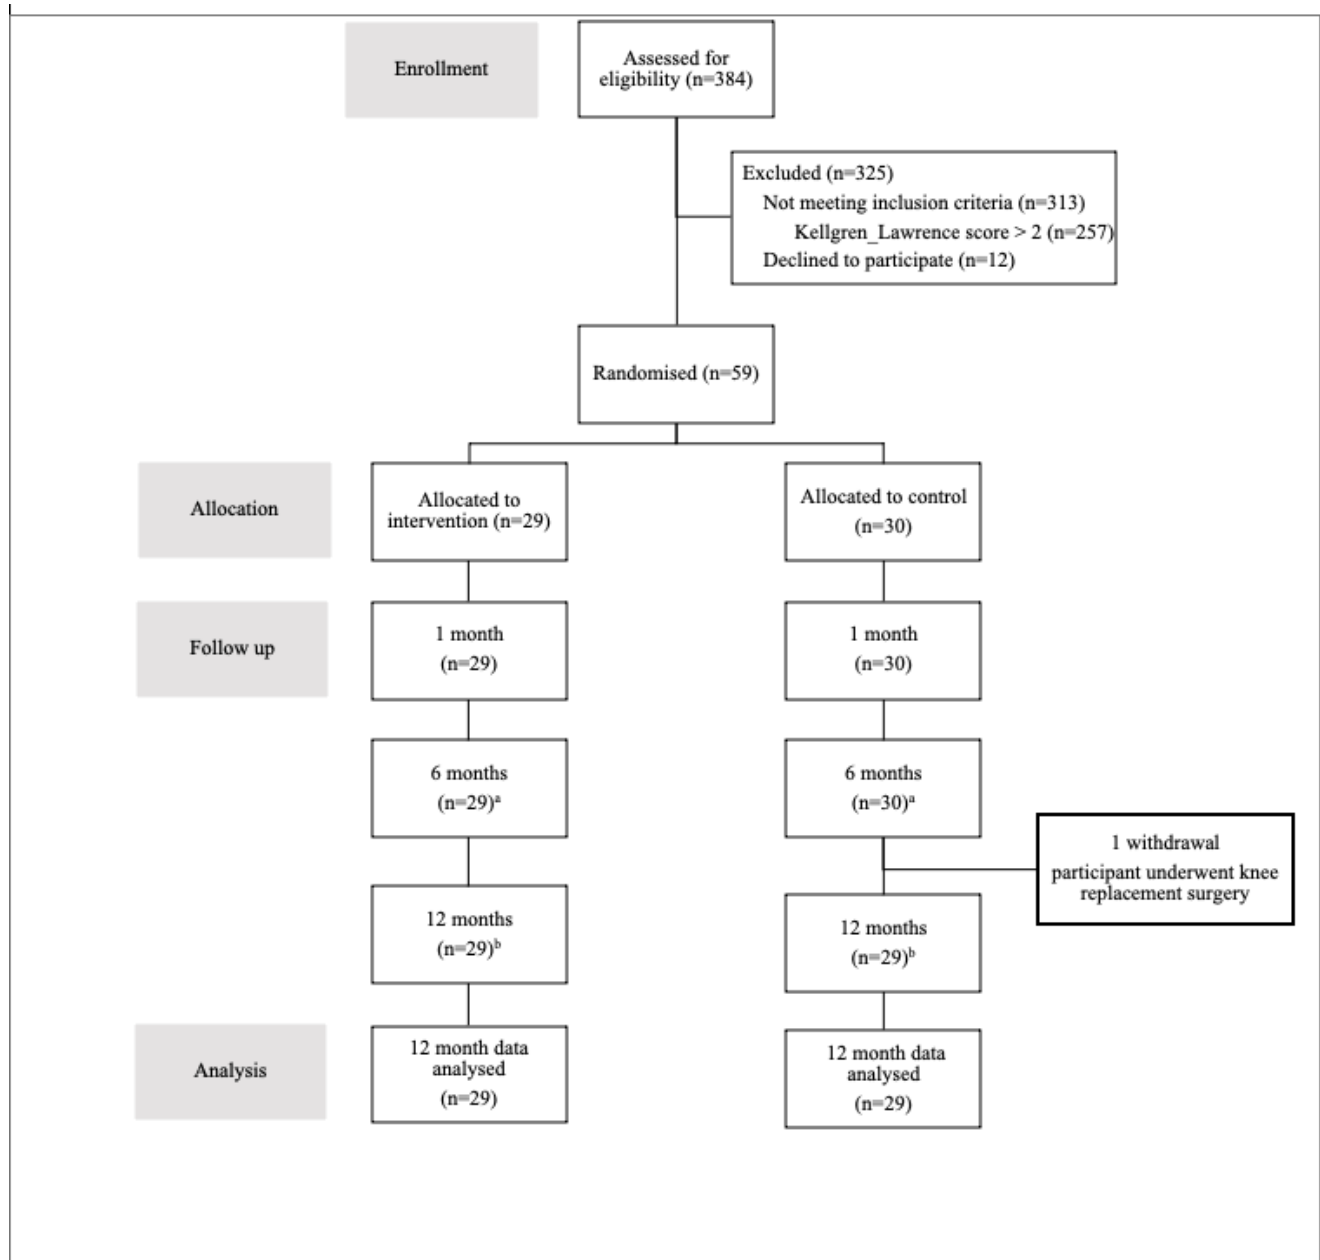 Enrollment
Assessed for
eligibility (n=384)
Excluded (n=325)
Not meeting inclusion criteria (n=313)
Kellgren_Lawrence score > 2 (n=257)
Declined to participate (n=12)
Randomised (n=59)
Allocation
Allocated to
intervention (n=29)
Allocated to control
(n=30)
Follow up
1 month
(n=29)
1 month
(n=30)
6 months
(n=29)ᵃ
6 months
(n=30)ᵃ
1 withdrawal
participant underwent knee
replacement surgery
12 months
(n=29)ᵇ
12 months
(n=29)ᵇ
Analysis
12 month data
analysed
(n=29)
12 month data
analysed
(n=29)